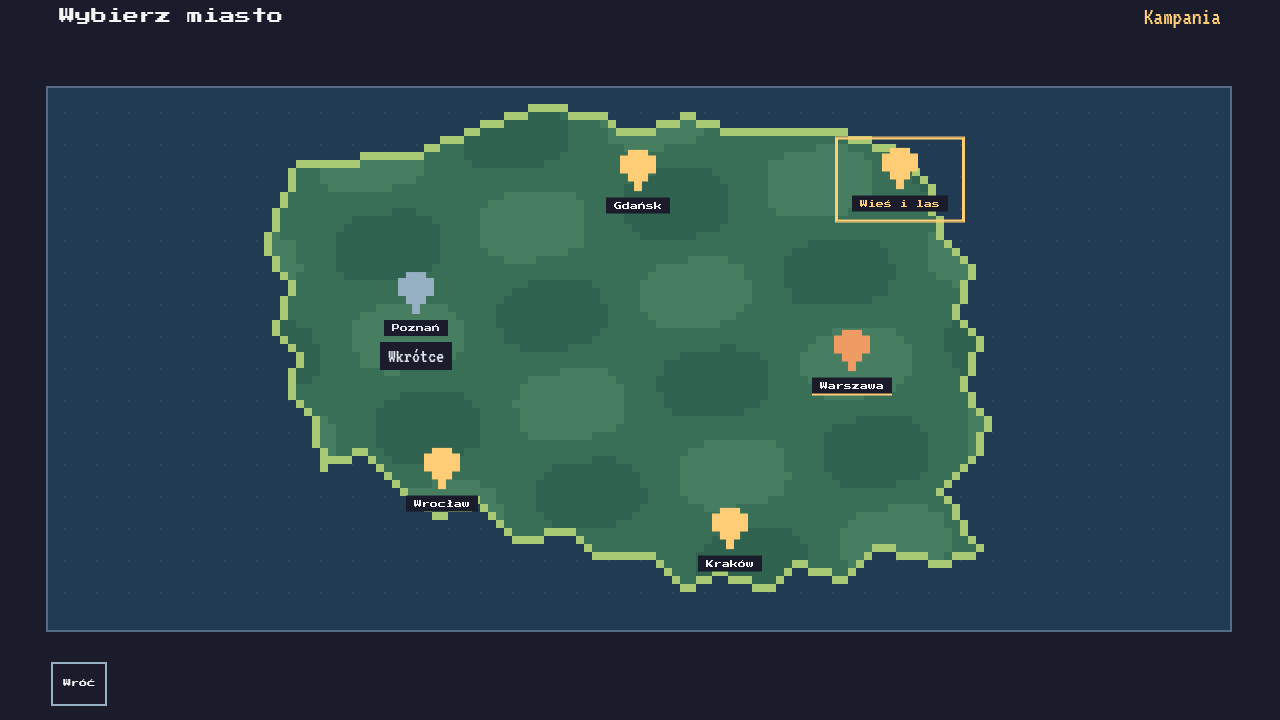 Wybierz miasto
Kampania
Gdańsk
Wieś i las
Poznań
Wkrótce
Warszawa
Wrocław
Kraków
Wróć